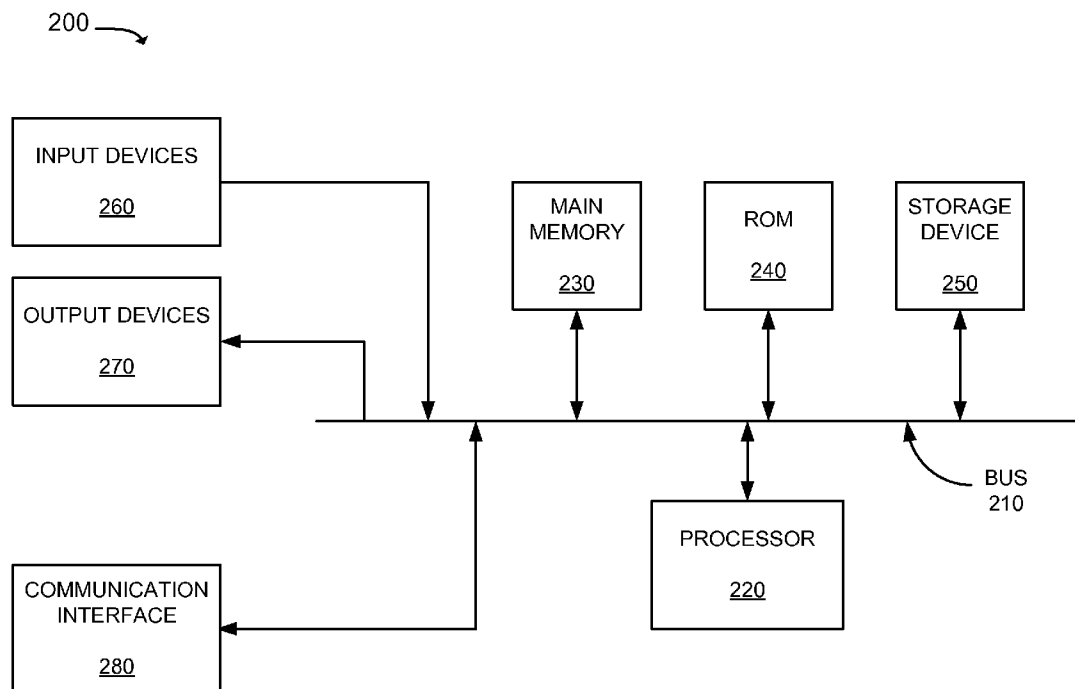 200
INPUT DEVICES
260
OUTPUT DEVICES
270
COMMUNICATION
INTERFACE
280
MAIN
MEMORY
230
ROM
240
STORAGE
DEVICE
250
PROCESSOR
220
BUS
210